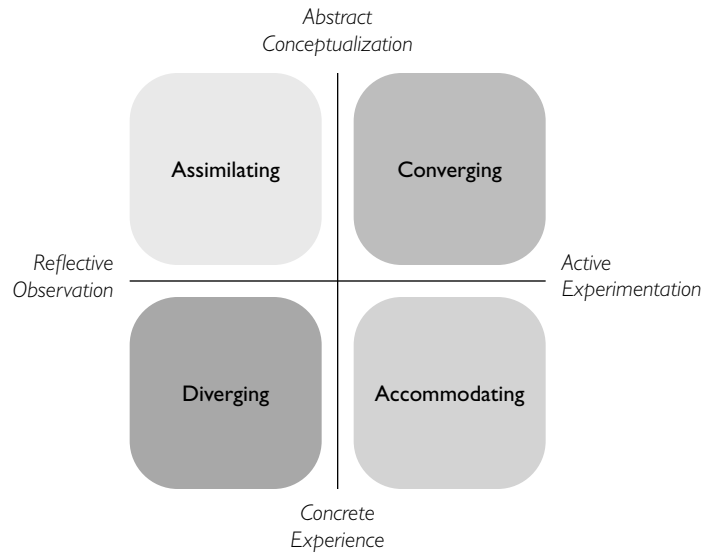 Abstract
Conceptualization
Assimilating
Converging
Reflective
Observation
Active
Experimentation
Diverging
Accommodating
Concrete
Experience